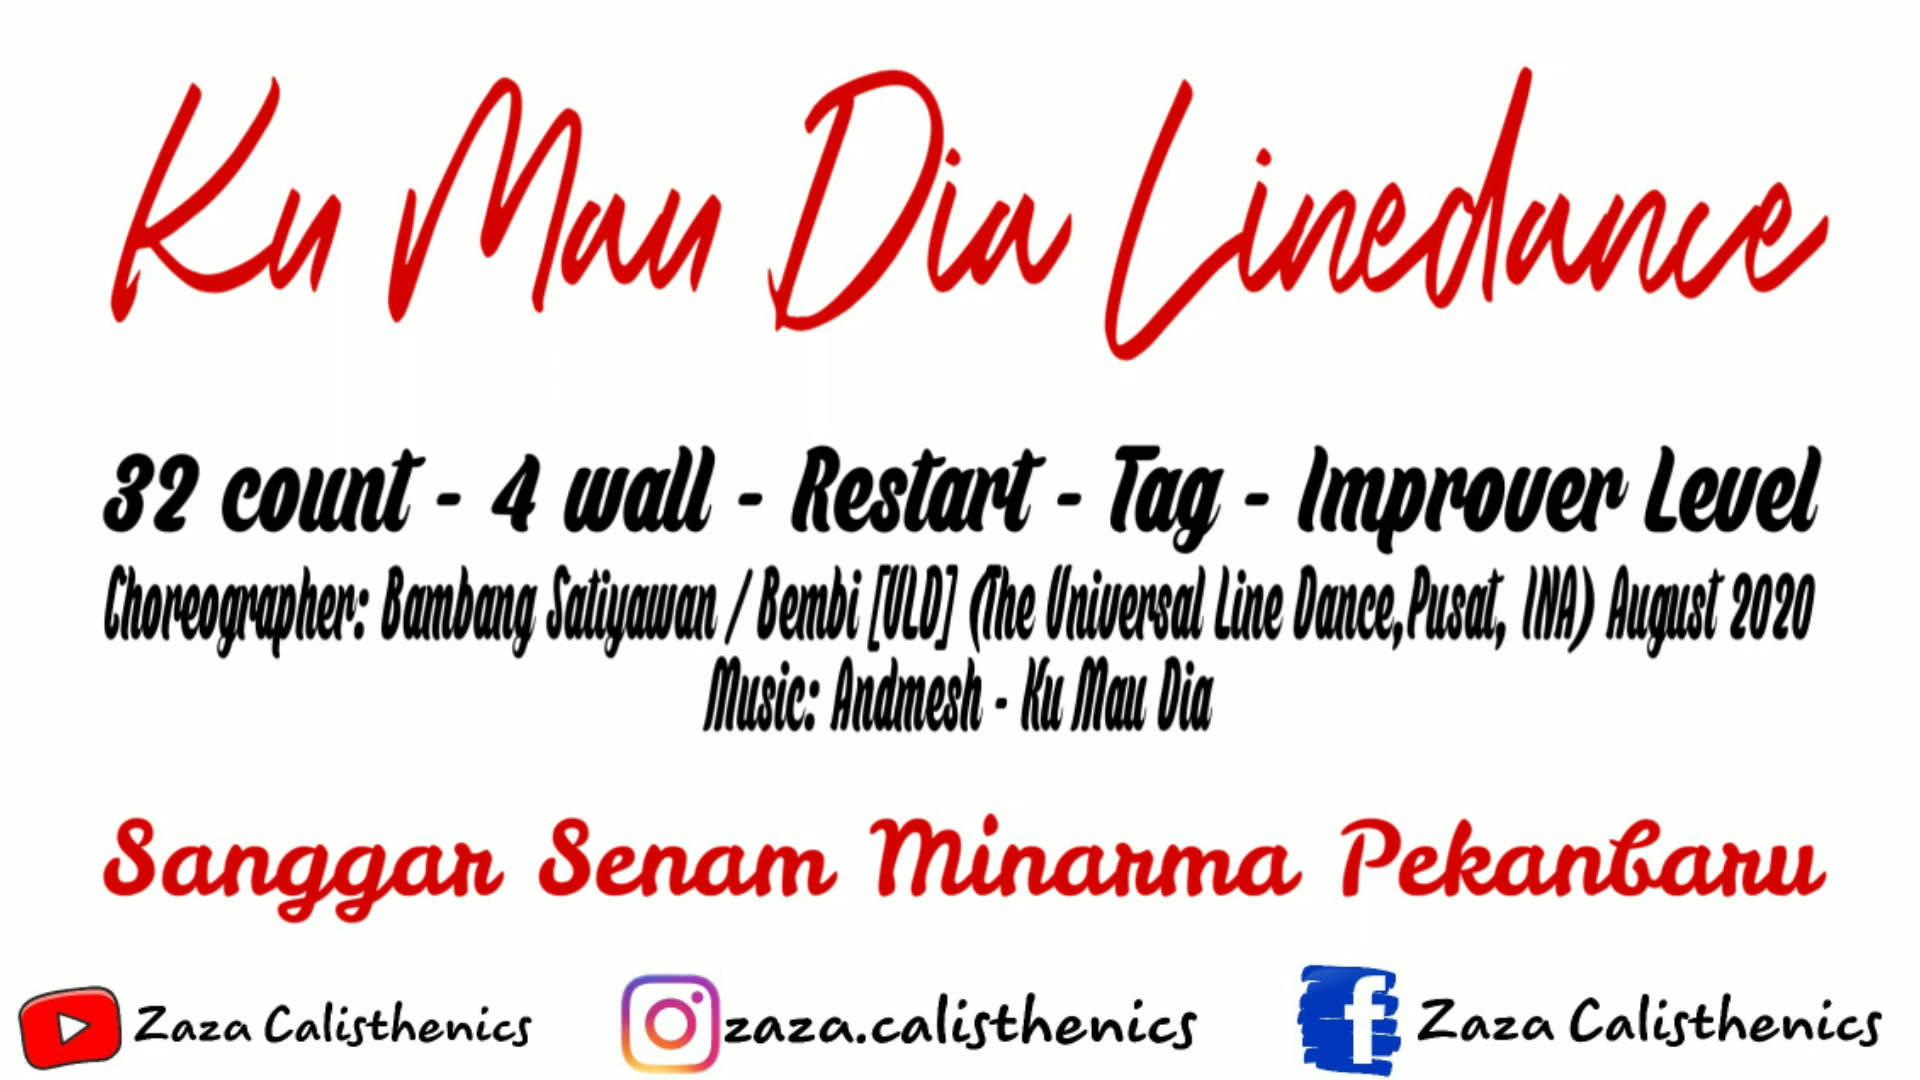 Ku Mau Dia Linedance
32 count - 4 wall - Restart - Tag - Improver Level
Choreographer: Bambang Satiyawan / Bembi [ULD] (The Universal Line Dance,Pusat, INA) August 2020
Music: Andmesh - Ku Mau Dia
Sanggar Senam Minarma Pekanbaru
Zaza Calisthenics
zaza.calisthenics
Zaza Calisthenics